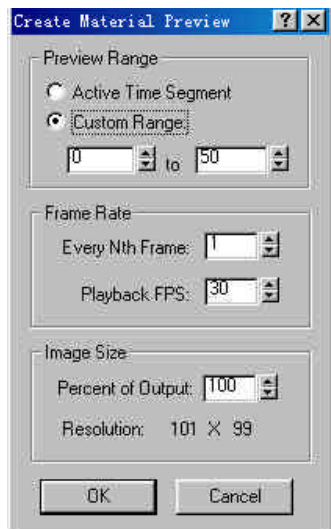 Create Material Preview
Preview Range
Active Time Segment
Custom Range:
0 to 50
Frame Rate
Every Nth Frame: 1
Playback FPS: 30
Image Size
Percent of Output: 100
Resolution: 101 X 99
OK Cancel